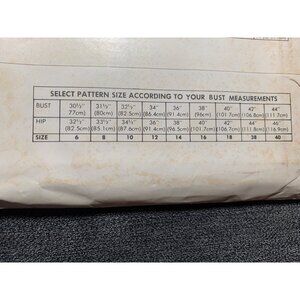 SELECT PATTERN SIZE ACCORDING TO YOUR BUST MEASUREMENTS
BUST 30½" 31½" 32½" 34" 36" 38" 40" 42" 44"
(77cm) (80cm) (82.5cm) (86.4cm) (91.4cm) (96cm) (101.7cm) (106.8cm) (111.7cm)
HIP 32½" 33½" 34½" 36" 38" 40" 42" 44" 46"
(82.5cm) (85.1cm) (87.6cm) (91.4cm) (96.5cm) (101.7cm) (106.7cm) (111.8cm) (116.9cm)
SIZE 6 8 10 12 14 16 18 38 40